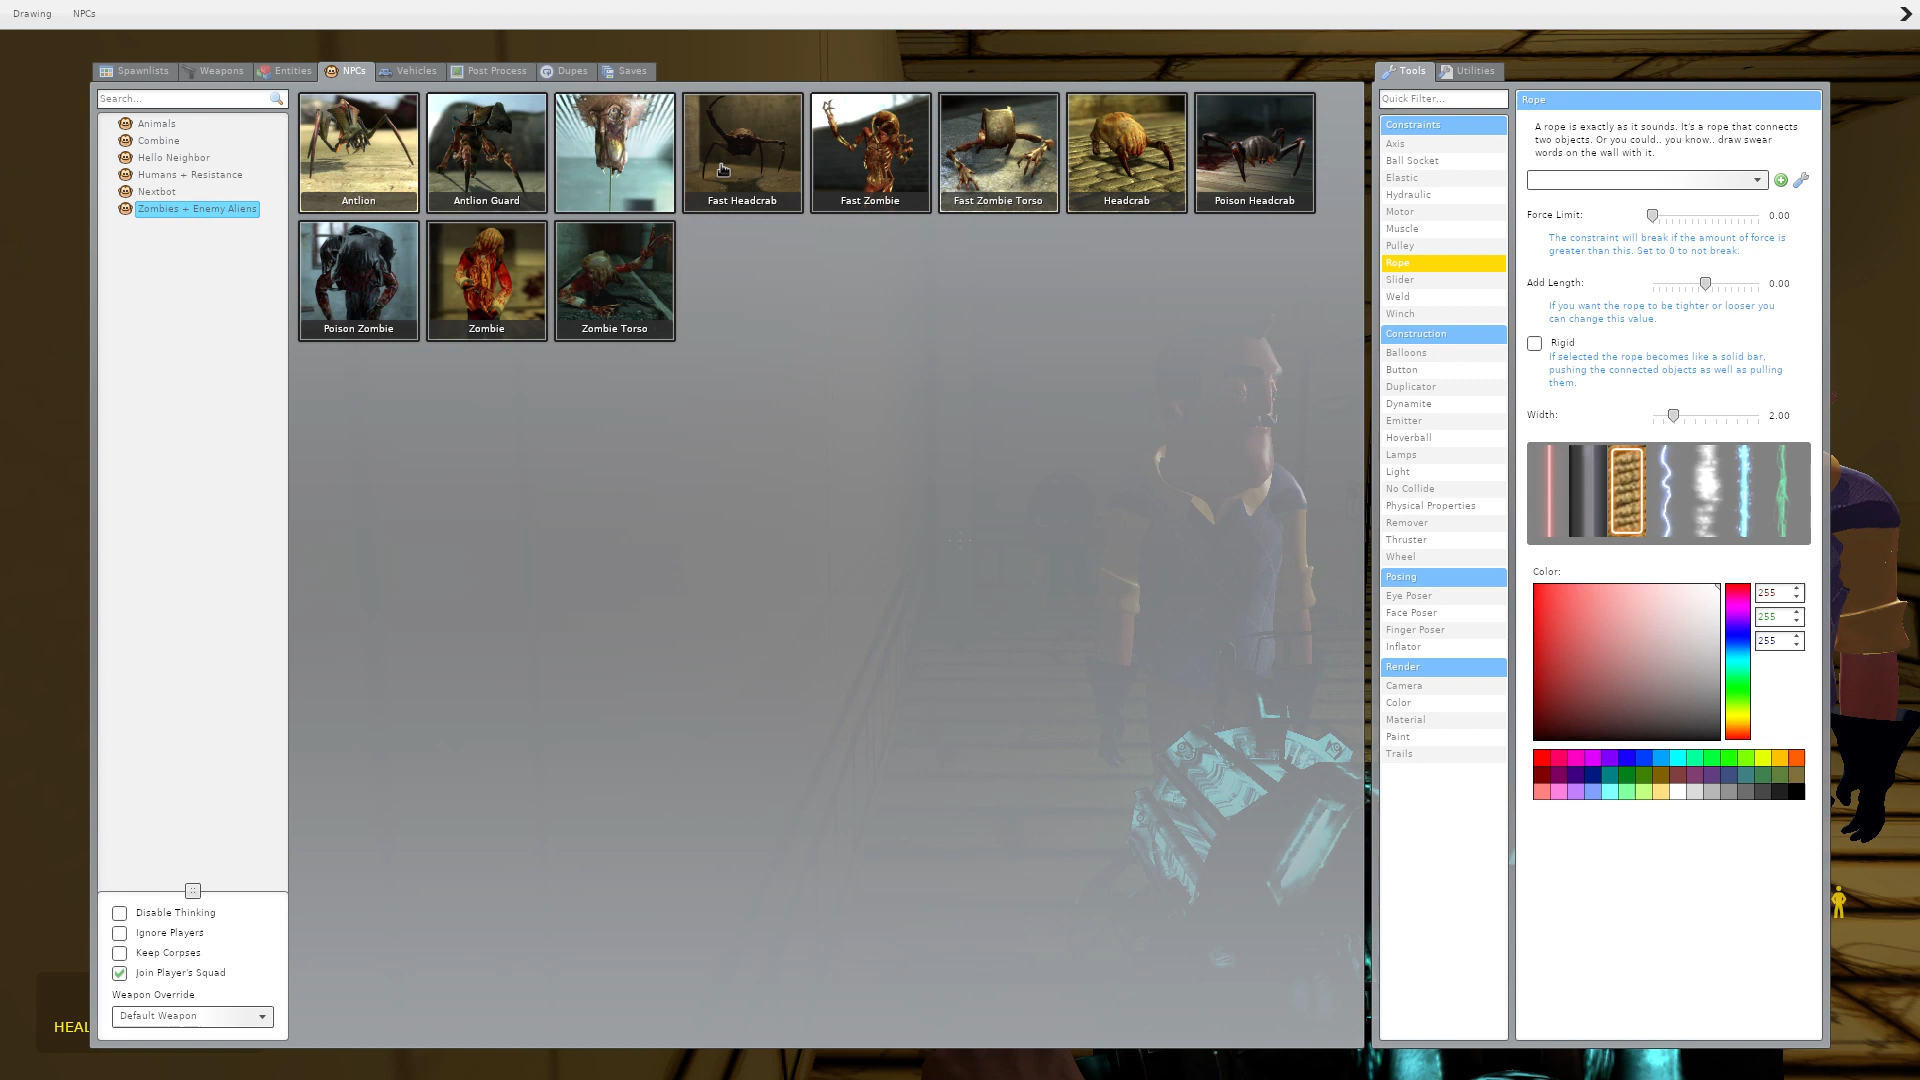 Drawing NPCs
Spawnlists Weapons Entities NPCs Vehicles Post Process Dupes Saves
Search...
Animals
Combine
Hello Neighbor
Humans + Resistance
Nextbot
Zombies + Enemy Aliens
Antlion Antlion Guard Fast Headcrab Fast Zombie Fast Zombie Torso Headcrab Poison Headcrab
Poison Zombie Zombie Zombie Torso
Disable Thinking
Ignore Players
Keep Corpses
Join Player's Squad
Weapon Override
Default Weapon
HEAL
Tools Utilities
Quick Filter...
Constraints
Axis
Ball Socket
Elastic
Hydraulic
Motor
Muscle
Pulley
Rope
Slider
Weld
Winch
Construction
Balloons
Button
Duplicator
Dynamite
Emitter
Hoverball
Lamps
Light
No Collide
Physical Properties
Remover
Thruster
Wheel
Posing
Eye Poser
Face Poser
Finger Poser
Inflator
Render
Camera
Color
Material
Paint
Trails
Rope
A rope is exactly as it sounds. It's a rope that connects
two objects. Or you could.. you know.. draw swear
words on the wall with it.
Force Limit: 0.00
The constraint will break if the amount of force is
greater than this. Set to 0 to not break.
Add Length: 0.00
If you want the rope to be tighter or looser you
can change this value.
Rigid
If selected the rope becomes like a solid bar,
pushing the connected objects as well as pulling
them.
Width: 2.00
Color:
255
255
255